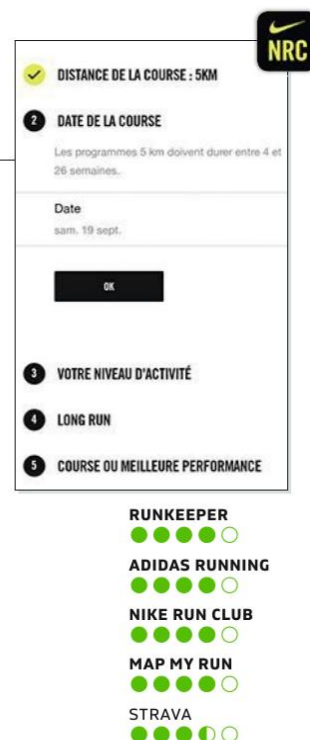 NRC
DISTANCE DE LA COURSE : 5KM
2 DATE DE LA COURSE
Les programmes 5 km doivent durer entre 4 et
26 semaines.
Date
sam. 19 sept.
OK
3 VOTRE NIVEAU D'ACTIVITÉ
4 LONG RUN
5 COURSE OU MEILLEURE PERFORMANCE
RUNKEEPER
ADIDAS RUNNING
NIKE RUN CLUB
MAP MY RUN
STRAVA